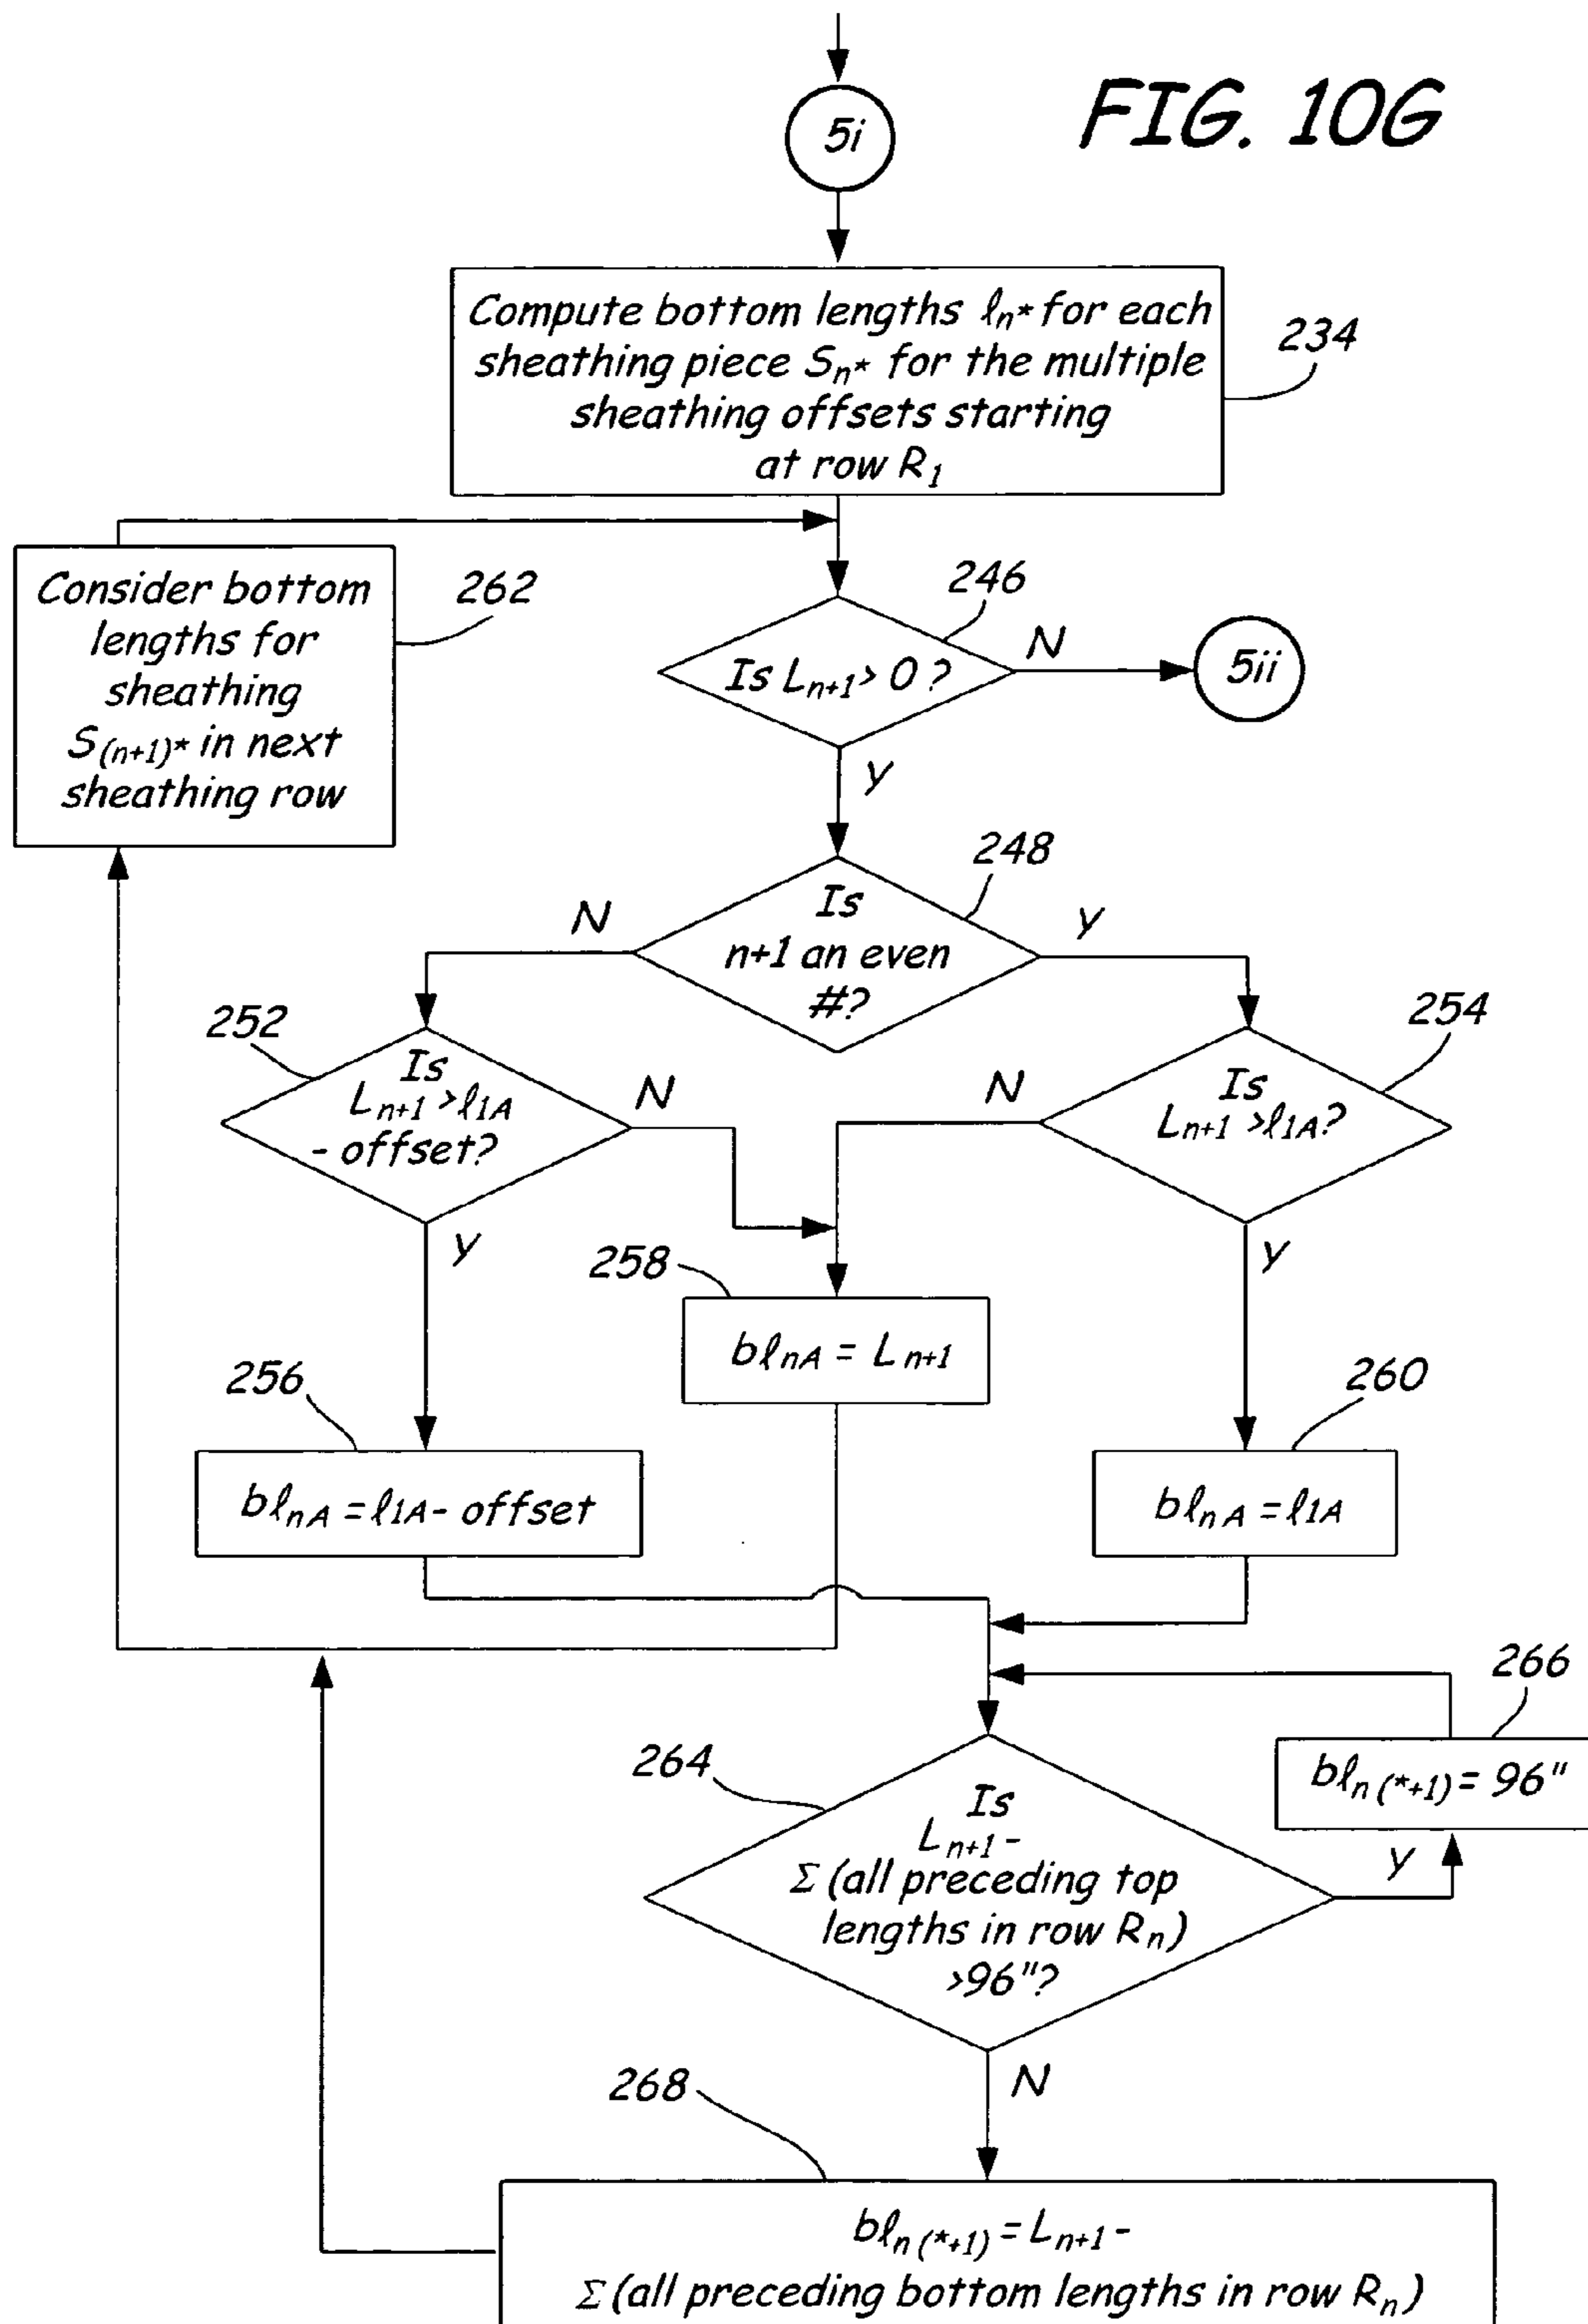 FIG. 10G
5i
Compute bottom lengths ℓn* for each
sheathing piece Sn* for the multiple
sheathing offsets starting
at row R1
234
Consider bottom
lengths for
sheathing
S(n+1)* in next
sheathing row
262
246
Is Ln+1 > 0 ?
N
5ii
Y
248
Is
n+1 an even
#?
N
Y
252
Is
Ln+1 >ℓ1A
- offset?
N
Y
254
Is
Ln+1 >ℓ1A?
N
Y
258
bℓnA = Ln+1
256
bℓnA = ℓ1A - offset
260
bℓnA = ℓ1A
266
bℓn(*+1) = 96"
264
Is
Ln+1 -
Σ (all preceding top
lengths in row Rn)
>96"?
Y
N
268
bℓn(*+1) = Ln+1 -
Σ (all preceding bottom lengths in row Rn)